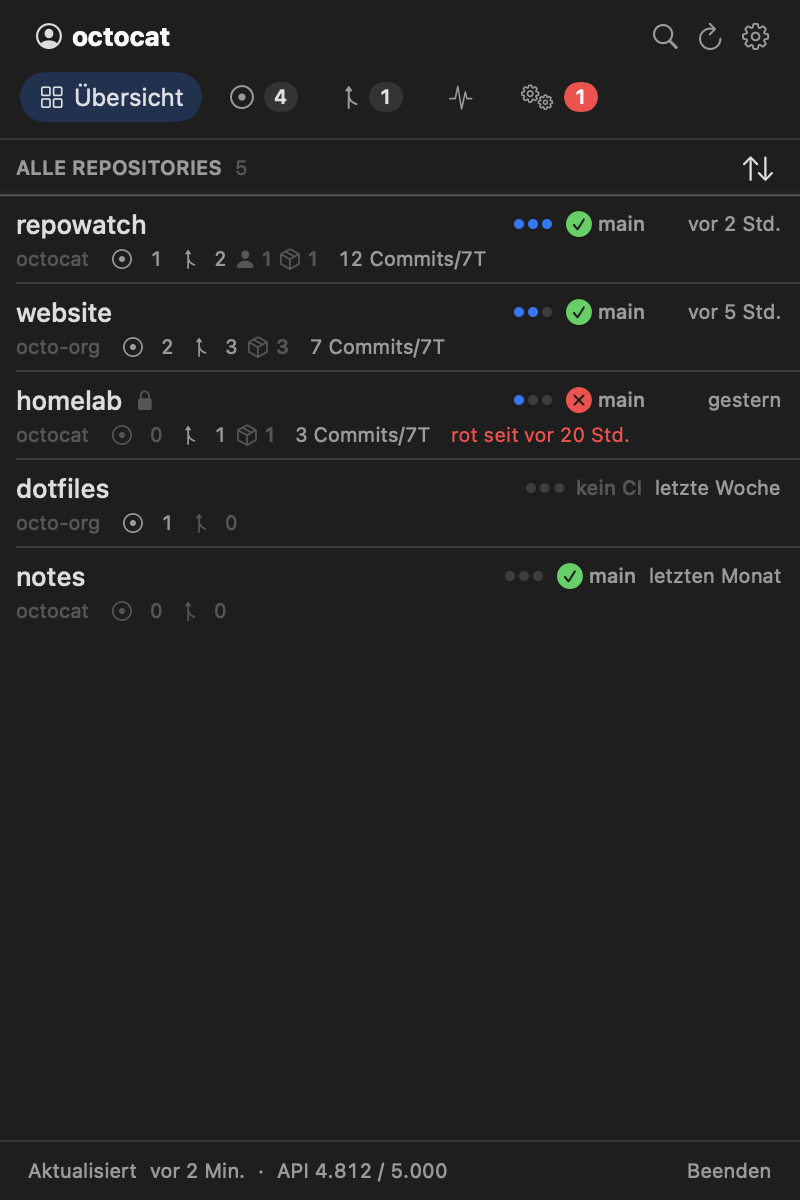 octocat
Übersicht 4 1 1
ALLE REPOSITORIES 5
repowatch main vor 2 Std.
octocat 1 2 1 1 12 Commits/7T
website main vor 5 Std.
octo-org 2 3 3 7 Commits/7T
homelab main gestern
octocat 0 1 1 3 Commits/7T rot seit vor 20 Std.
dotfiles kein CI letzte Woche
octo-org 1 0
notes main letzten Monat
octocat 0 0
Aktualisiert vor 2 Min. · API 4.812 / 5.000 Beenden